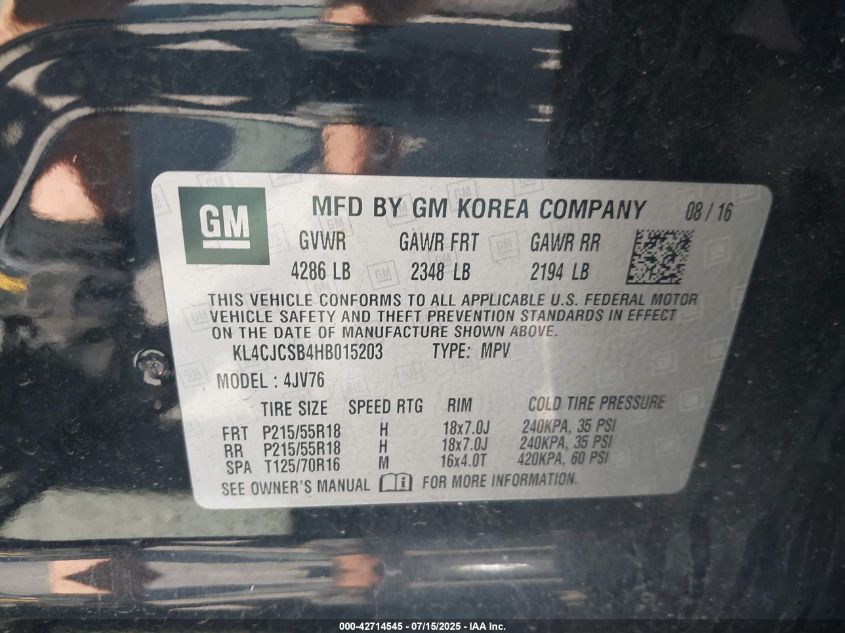 GM
MFD BY GM KOREA COMPANY 08 / 16
GVWR GAWR FRT GAWR RR
4286 LB 2348 LB 2194 LB
THIS VEHICLE CONFORMS TO ALL APPLICABLE U.S. FEDERAL MOTOR
VEHICLE SAFETY AND THEFT PREVENTION STANDARDS IN EFFECT
ON THE DATE OF MANUFACTURE SHOWN ABOVE.
KL4CJCSB4HB015203 TYPE: MPV
MODEL : 4JV76
TIRE SIZE SPEED RTG RIM COLD TIRE PRESSURE
FRT P215/55R18 H 18x7.0J 240KPA, 35 PSI
RR P215/55R18 H 18x7.0J 240KPA, 35 PSI
SPA T125/70R16 M 16x4.0T 420KPA, 60 PSI
SEE OWNER'S MANUAL FOR MORE INFORMATION.
000-42714545 / 07/15/2025 - IAA Inc.